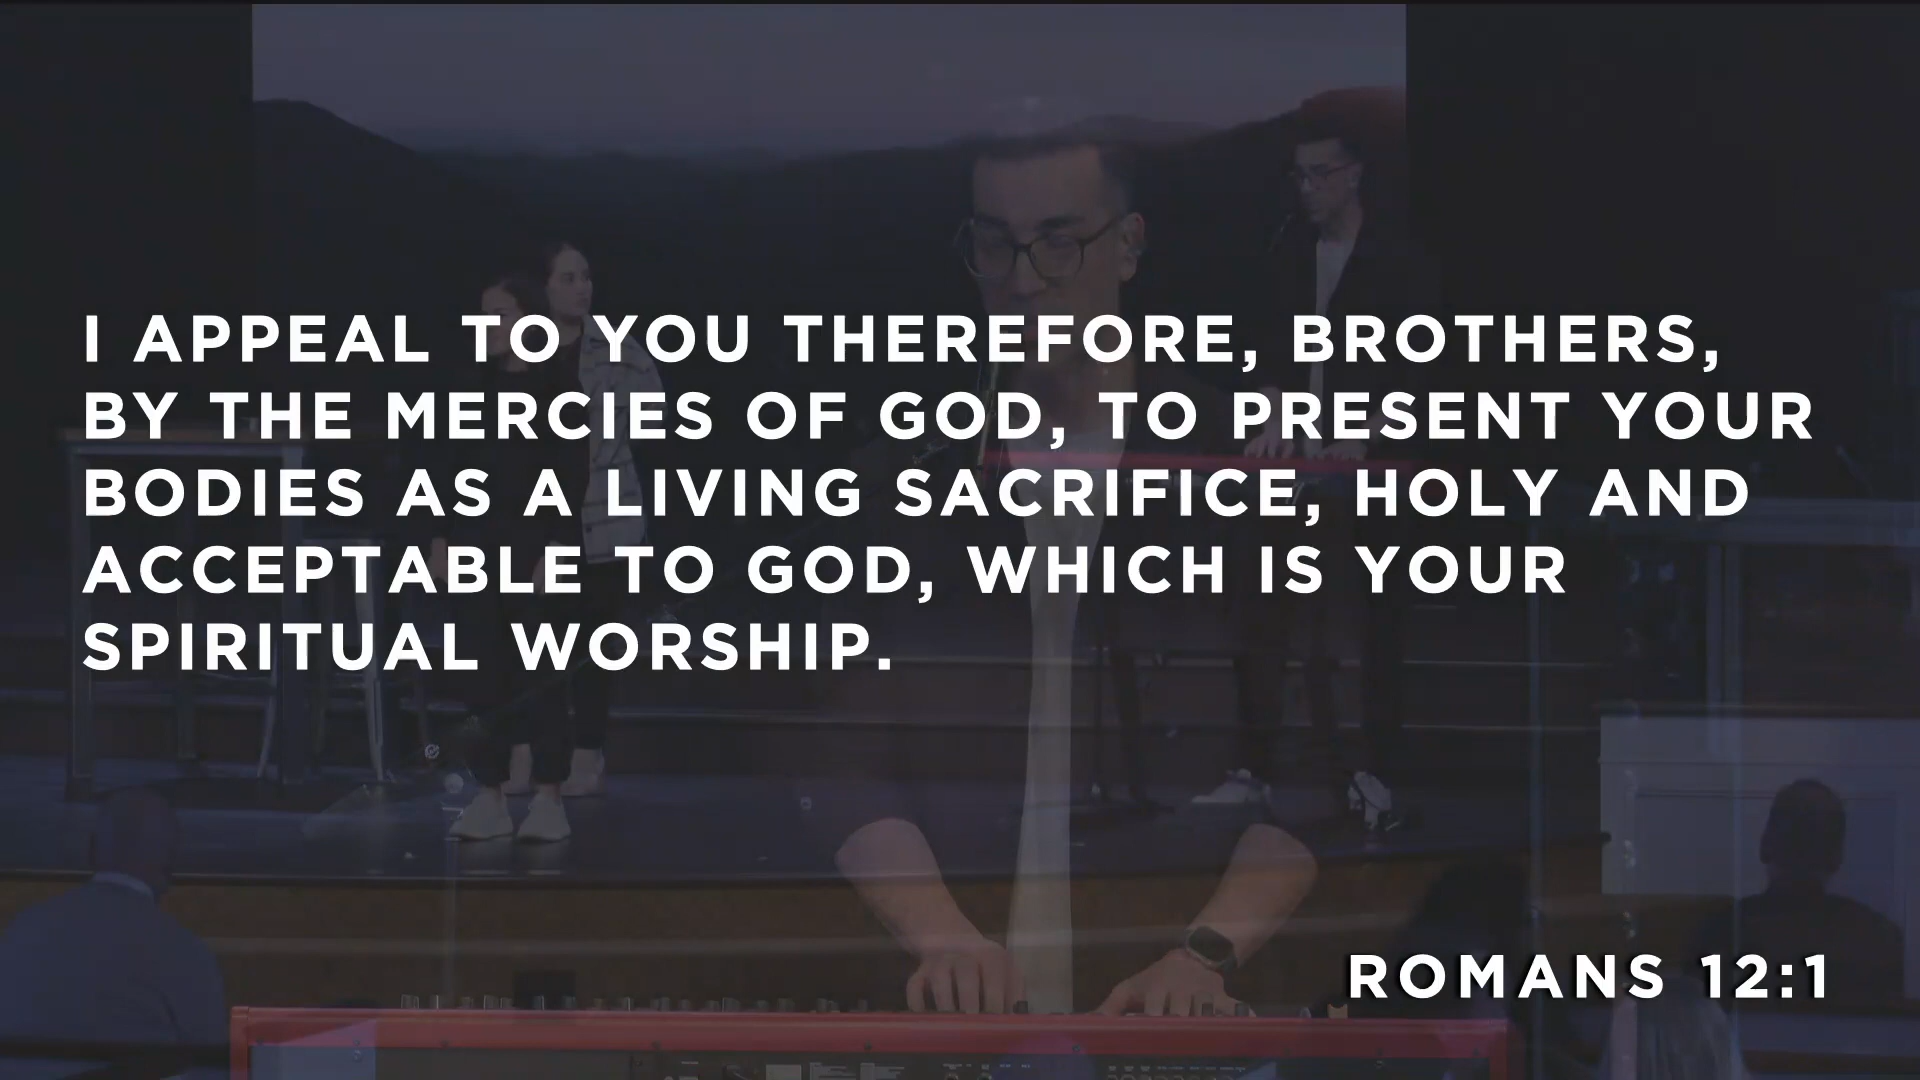 I APPEAL TO YOU THEREFORE, BROTHERS,
BY THE MERCIES OF GOD, TO PRESENT YOUR
BODIES AS A LIVING SACRIFICE, HOLY AND
ACCEPTABLE TO GOD, WHICH IS YOUR
SPIRITUAL WORSHIP.
ROMANS 12:1